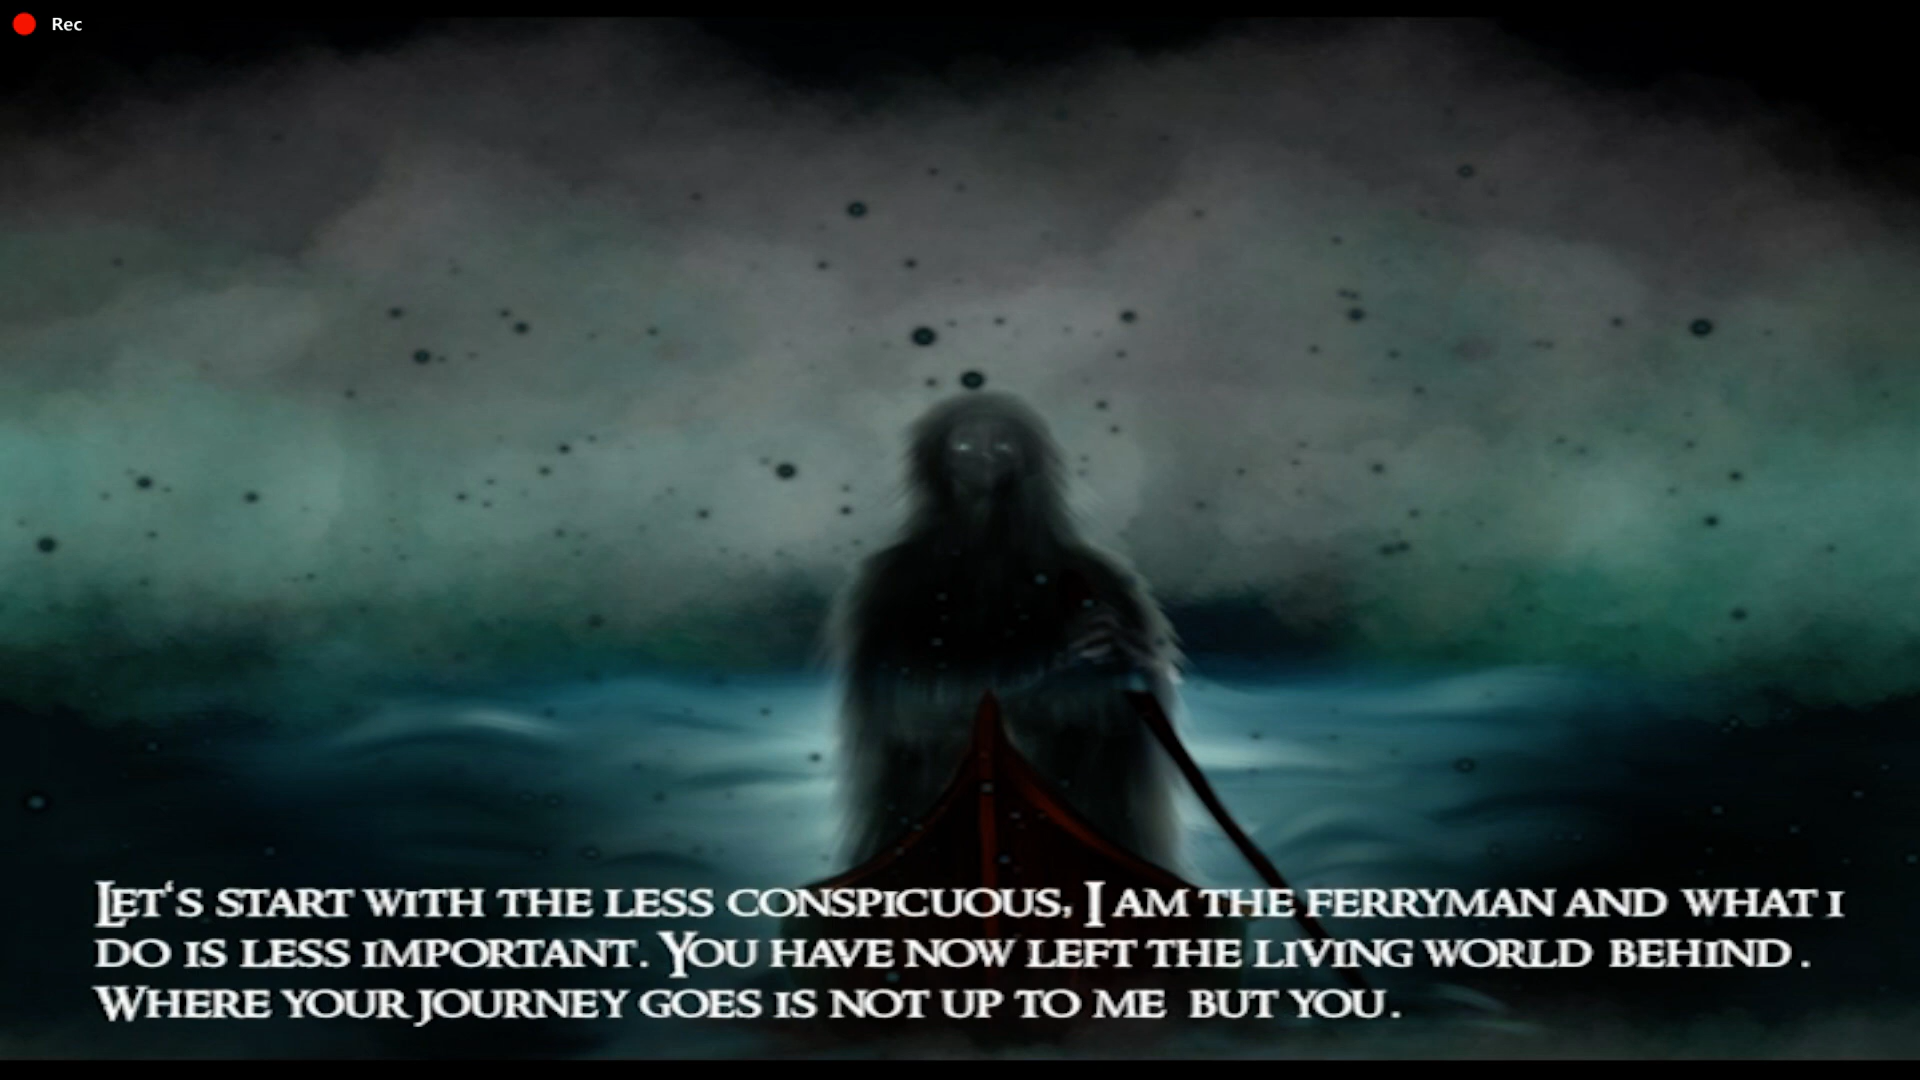 Rec
Let's start with the less conspicuous, I am the ferryman and what i
do is less important. You have now left the living world behind.
Where your journey goes is not up to me but you.